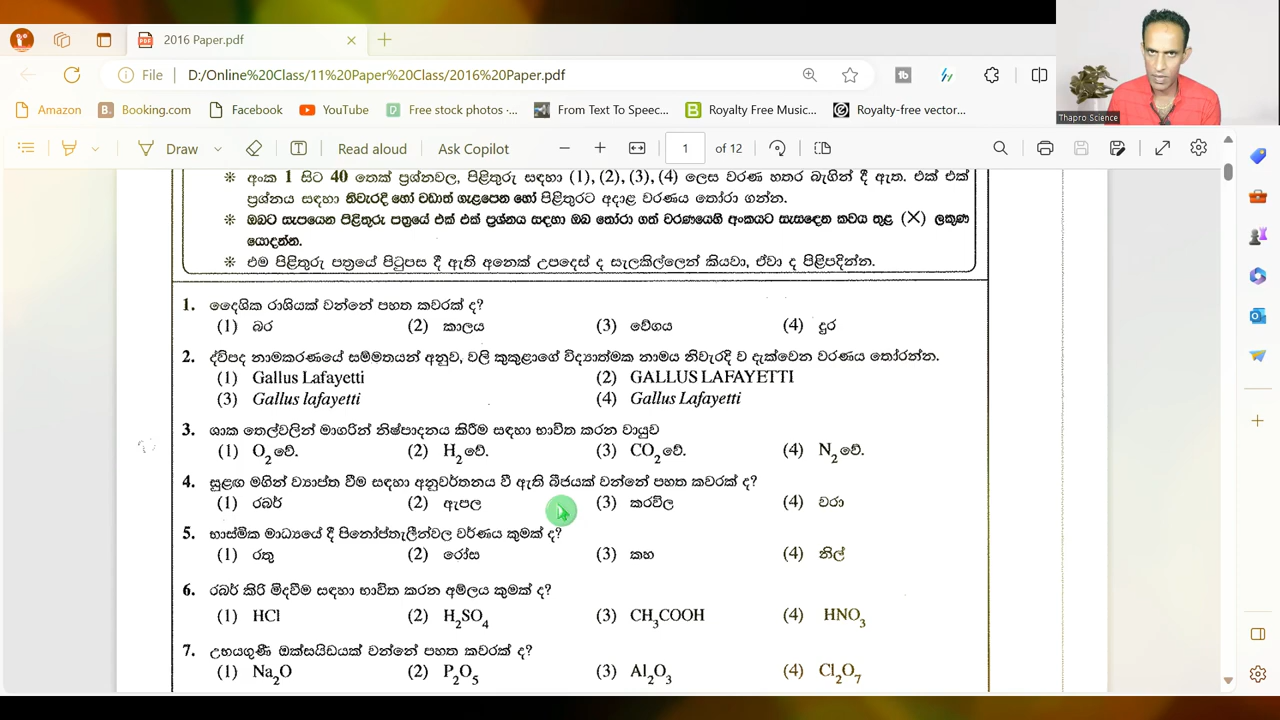 2016 Paper.pdf
File D:/Online%20Class/11%20Paper%20Class/2016%20Paper.pdf
Amazon B. Booking.com Facebook YouTube Free stock photos ·... From Text To Speec... Royalty Free Music... Royalty-free vector...
Thapro Science
Draw Read aloud Ask Copilot 1 of 12
※ අංක 1 සිට 40 තෙක් ප්‍රශ්නවල, පිළිතුරු සඳහා (1), (2), (3), (4) ලෙස වරණ හතර බැගින් දී ඇත. එක් එක්
ප්‍රශ්නය සඳහා නිවැරදි හෝ වඩාත් ගැළපෙන හෝ පිළිතුරට අදාළ වරණය තෝරා ගන්න.
※ ඔබට සැපයෙන පිළිතුරු පත්‍රයේ එක් එක් ප්‍රශ්නය සඳහා ඔබ තෝරා ගත් වරණයෙහි අංකයට සැසඳෙන කවය තුළ (X) ලකුණ
යොදන්න.
※ එම පිළිතුරු පත්‍රයේ පිටුපස දී ඇති අනෙක් උපදෙස් ද සැලකිල්ලෙන් කියවා, ඒවා ද පිළිපදින්න.
1. දෛශික රාශියක් වන්නේ පහත කවරක් ද?
(1) බර (2) කාලය (3) වේගය (4) දුර
2. ද්විපද නාමකරණයේ සම්මතයන් අනුව, වලි කුකුළාගේ විද්‍යාත්මක නාමය නිවැරදි ව දැක්වෙන වරණය තෝරන්න.
(1) Gallus Lafayetti (2) GALLUS LAFAYETTI
(3) Gallus lafayetti (4) Gallus Lafayetti
3. ශාක තෙල්වලින් මාගරින් නිෂ්පාදනය කිරීම සඳහා භාවිත කරන වායුව
(1) O₂ වේ. (2) H₂ වේ. (3) CO₂ වේ. (4) N₂ වේ.
4. සුළඟ මගින් ව්‍යාප්ත වීම සඳහා අනුවර්තනය වී ඇති බීජයක් වන්නේ පහත කවරක් ද?
(1) රබර් (2) ඇපල (3) කරවිල (4) වරා
5. භාස්මික මාධ්‍යයේ දී පිනෝප්තැලීන්වල වර්ණය කුමක් ද?
(1) රතු (2) රෝස (3) කහ (4) නිල්
6. රබර් කිරි මිදවීම සඳහා භාවිත කරන අම්ලය කුමක් ද?
(1) HCl (2) H₂SO₄ (3) CH₃COOH (4) HNO₃
7. උභයගුණී ඔක්සයිඩයක් වන්නේ පහත කවරක් ද?
(1) Na₂O (2) P₂O₅ (3) Al₂O₃ (4) Cl₂O₇